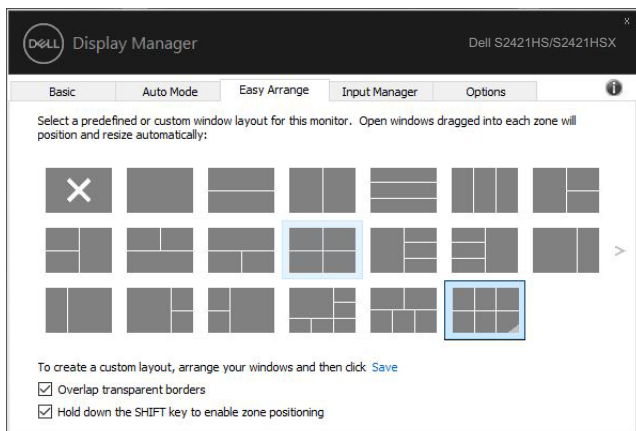 DELL Display Manager
x
Dell S2421HS/S2421HSX
Basic Auto Mode Easy Arrange Input Manager Options
Select a predefined or custom window layout for this monitor. Open windows dragged into each zone will
position and resize automatically:
>
To create a custom layout, arrange your windows and then click Save
Overlap transparent borders
Hold down the SHIFT key to enable zone positioning